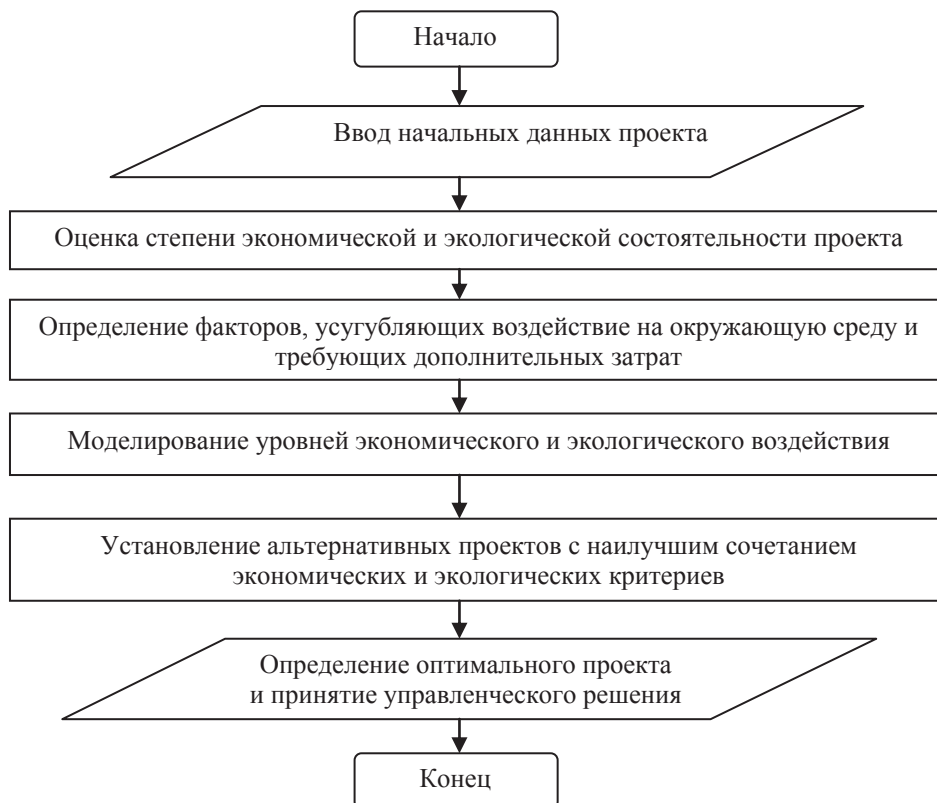 Начало
Ввод начальных данных проекта
Оценка степени экономической и экологической состоятельности проекта
Определение факторов, усугубляющих воздействие на окружающую среду и
требующих дополнительных затрат
Моделирование уровней экономического и экологического воздействия
Установление альтернативных проектов с наилучшим сочетанием
экономических и экологических критериев
Определение оптимального проекта
и принятие управленческого решения
Конец